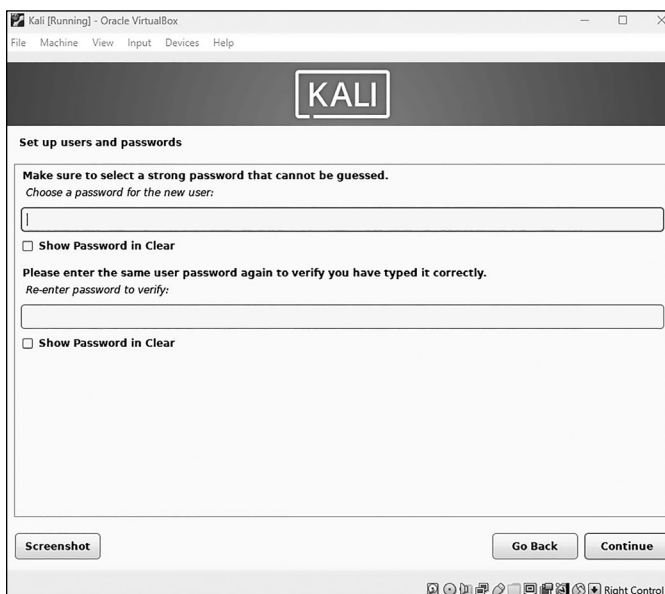 Kali [Running] - Oracle VirtualBox
File Machine View Input Devices Help
KALI
Set up users and passwords
Make sure to select a strong password that cannot be guessed.
Choose a password for the new user:
Show Password in Clear
Please enter the same user password again to verify you have typed it correctly.
Re-enter password to verify:
Show Password in Clear
Screenshot Go Back Continue
Right Control